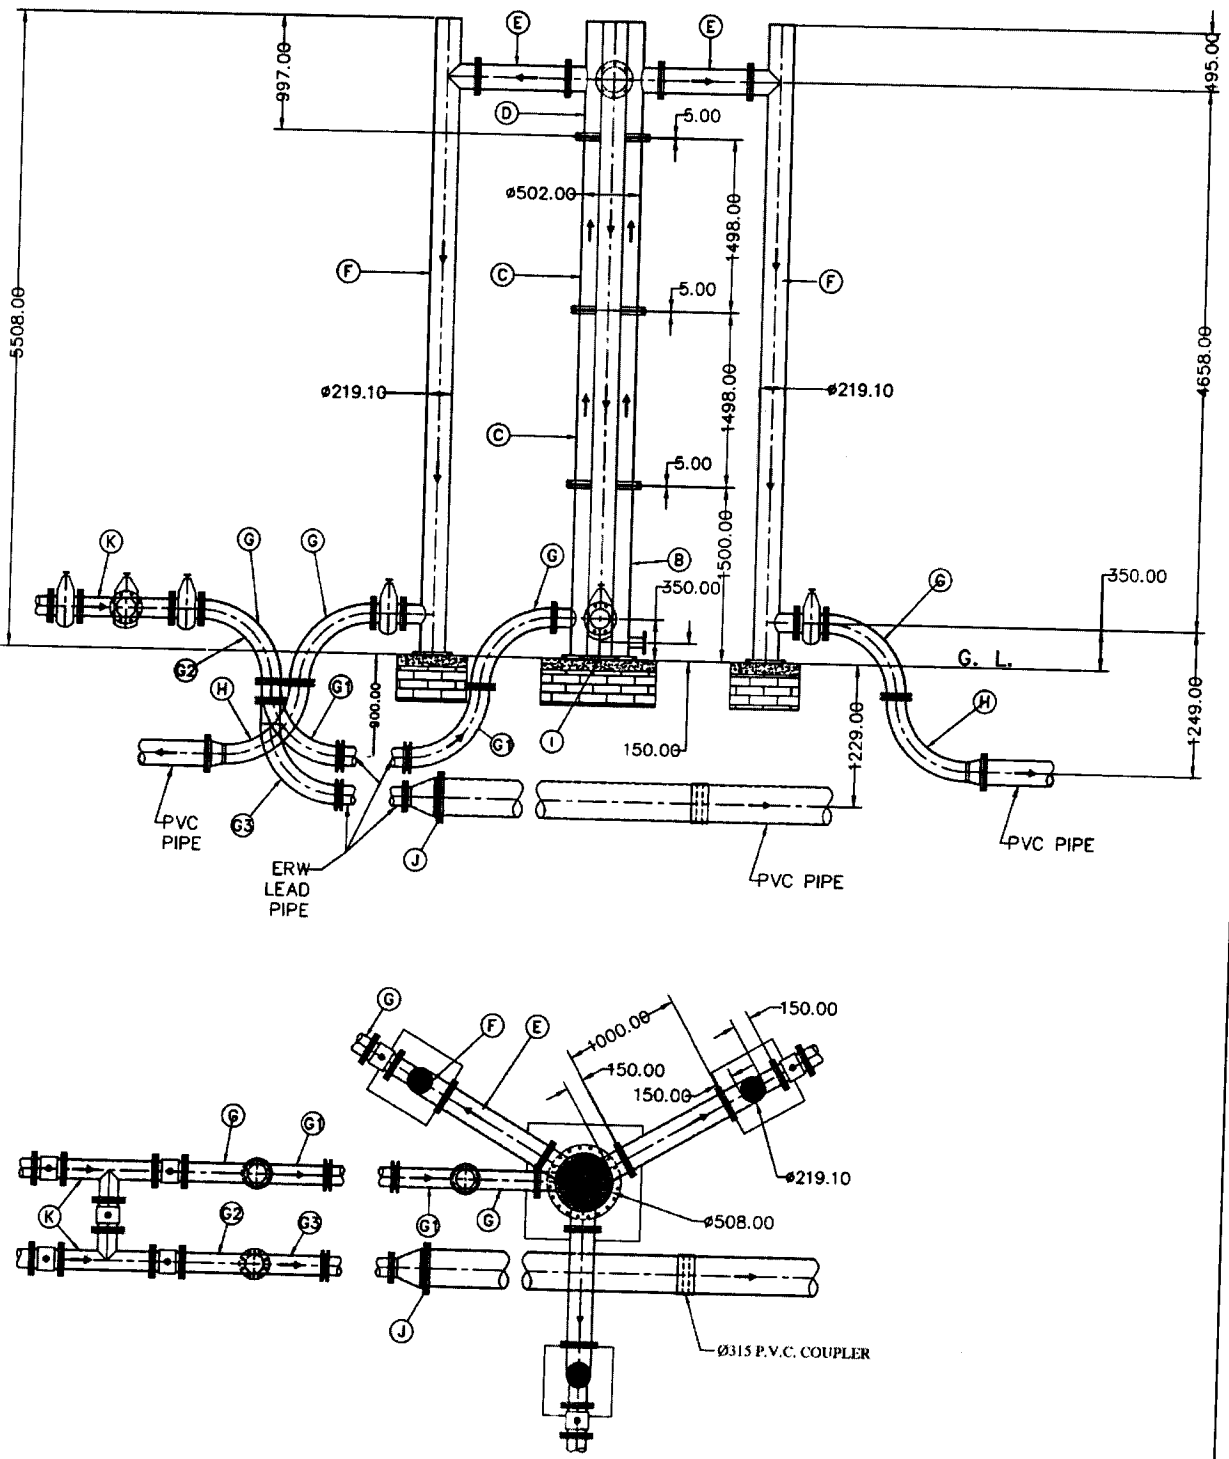 E
E
997.00
495.00
D
5.00
ø502.00
1498.00
F
C
5.00
F
5508.00
4658.00
ø219.10
1498.00
ø219.10
C
5.00
K
G
G
G
B
1500.00
350.00
G
350.00
G2
G. L.
H
G1
900.00
G1
I
150.00
1229.00
H
1249.00
PVC
PIPE
G3
J
ERW
LEAD
PIPE
PVC PIPE
PVC PIPE
G
F
E
1000.00
150.00
150.00
150.00
G
G1
ø219.10
K
G2
G3
G1
G
ø508.00
J
Ø315 P.V.C. COUPLER